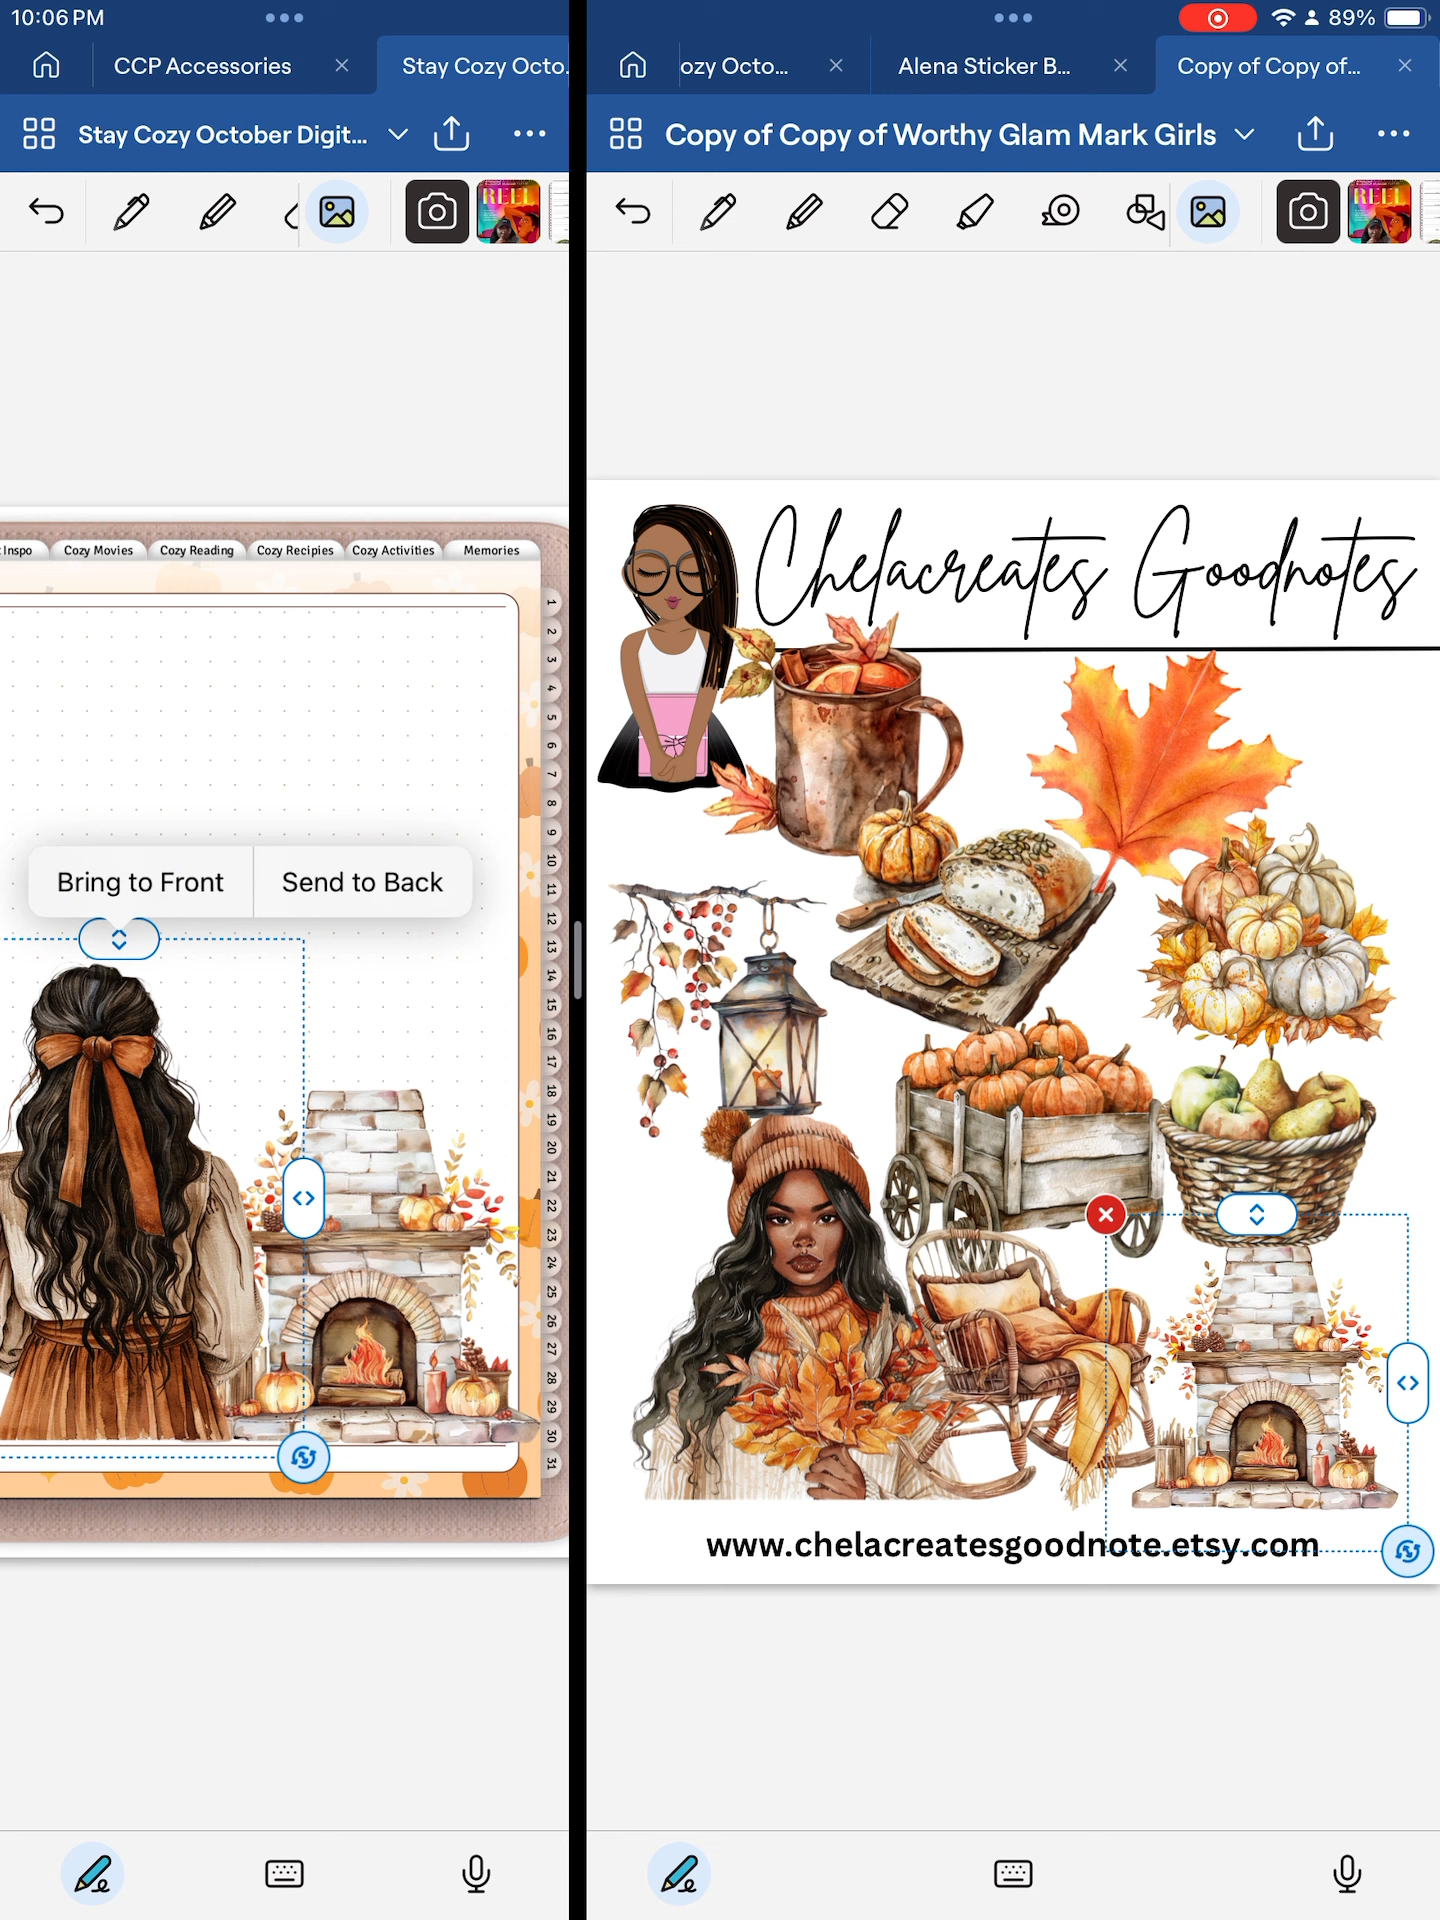 10:06 PM
89%
CCP Accessories
Stay Cozy Octo.
ozy Octo...
Alena Sticker B...
Copy of Copy of...
Stay Cozy October Digit...
Copy of Copy of Worthy Glam Mark Girls
REEL
REEL
Inspo
Cozy Movies
Cozy Reading
Cozy Recipies
Cozy Activities
Memories
1
2
3
4
5
6
7
8
9
10
11
12
13
14
15
16
17
18
19
20
21
22
23
24
25
26
27
28
29
30
31
Bring to Front
Send to Back
Chelacreates Goodnotes
www.chelacreatesgoodnote.etsy.com